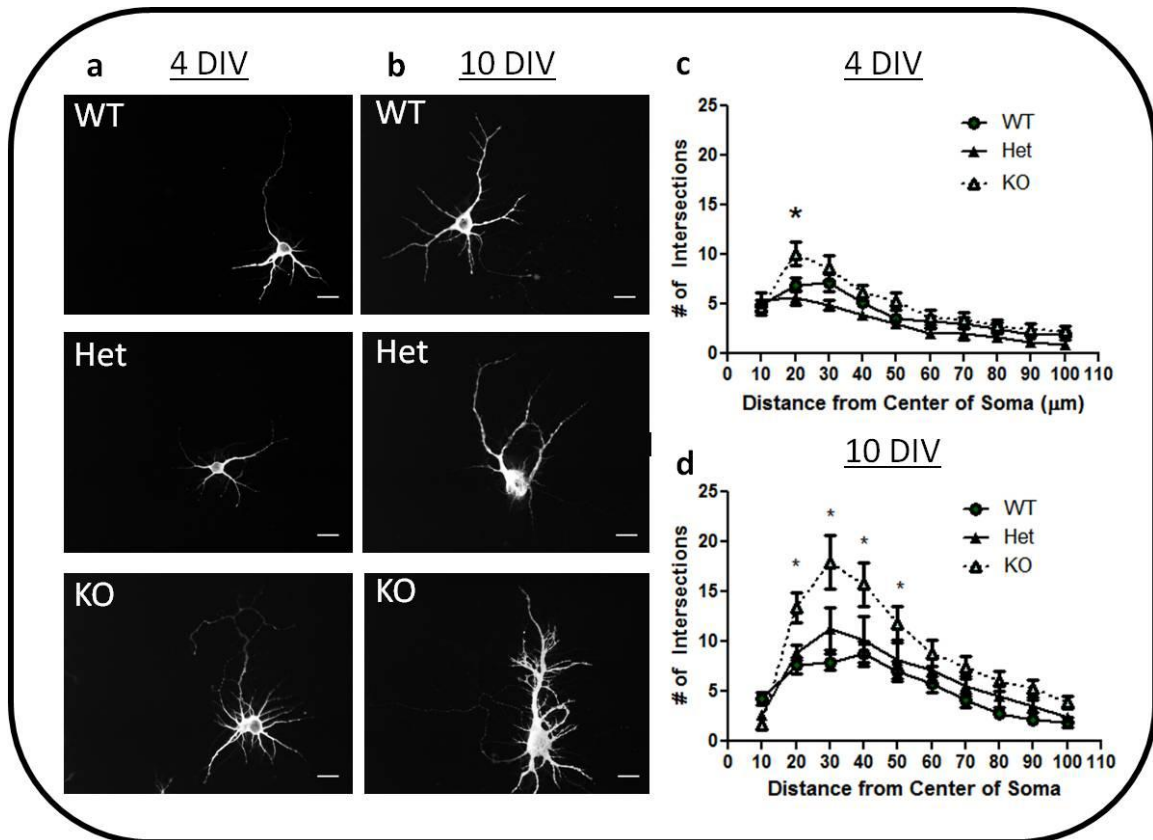 a 4 DIV
WT
Het
KO
b 10 DIV
WT
Het
KO
c 4 DIV
25
20
15
10
5
0
# of Intersections
WT
Het
KO
*
0 10 20 30 40 50 60 70 80 90 100 110
Distance from Center of Soma (µm)
d 10 DIV
25
20
15
10
5
0
# of Intersections
WT
Het
KO
* * * *
0 10 20 30 40 50 60 70 80 90 100 110
Distance from Center of Soma